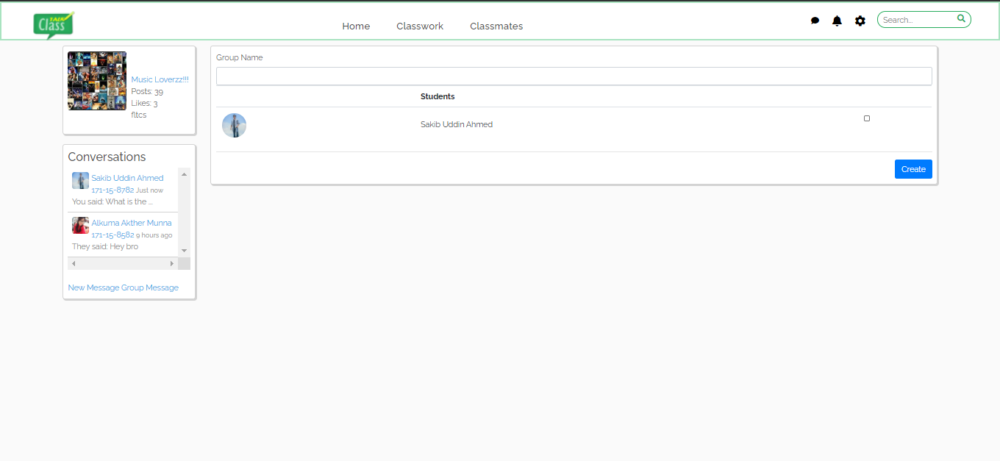 TALK
Class
Home Classwork Classmates
Search...
Music Loverzz!!!
Posts: 39
Likes: 3
fltcs
Conversations
Sakib Uddin Ahmed
171-15-8782 Just now
You said: What is the ...
Alkuma Akther Munna
171-15-8582 9 hours ago
They said: Hey bro
New Message Group Message
Group Name
Students
Sakib Uddin Ahmed
Create